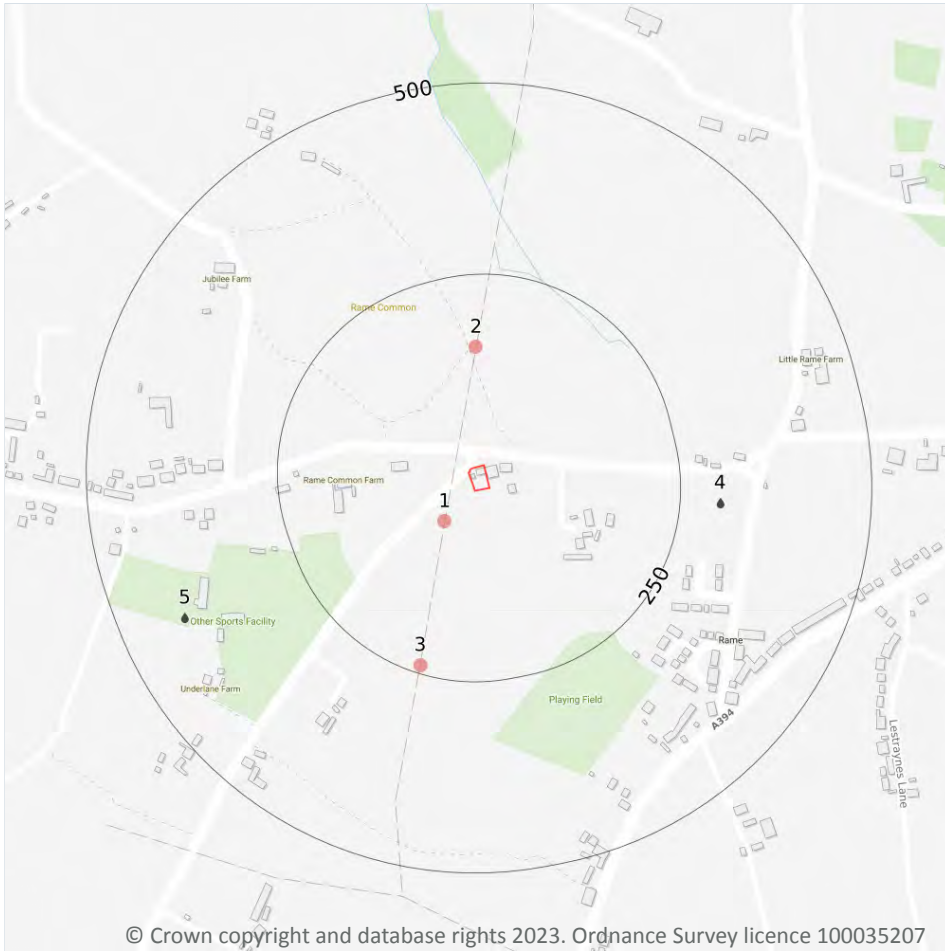 500
Jubilee Farm
Rame Common
2
Little Rame Farm
Rame Common Farm
4
1
250
5
Other Sports Facility
3
Rame
Underlane Farm
Playing Field
A394
Lestraynes Lane
© Crown copyright and database rights 2023. Ordnance Survey licence 100035207